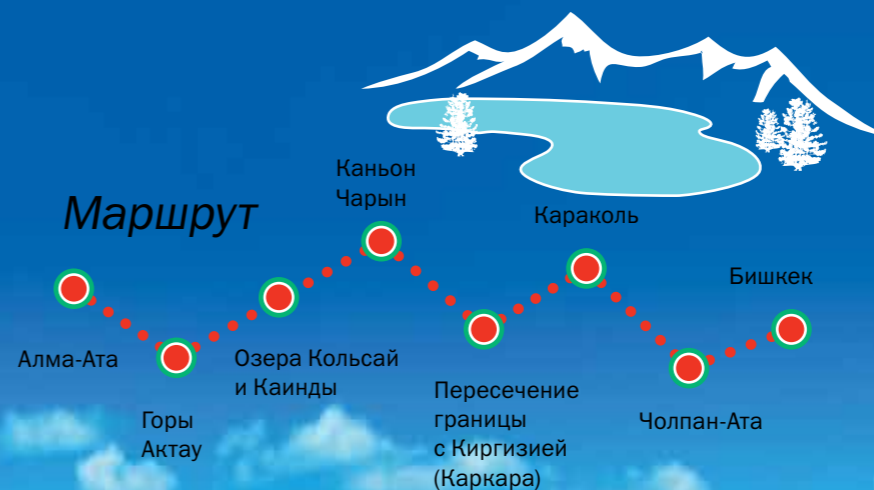 Маршрут
Алма-Ата
Горы
Актау
Озера Кольсай
и Каинды
Каньон
Чарын
Пересечение
границы
с Киргизией
(Каркара)
Караколь
Чолпан-Ата
Бишкек